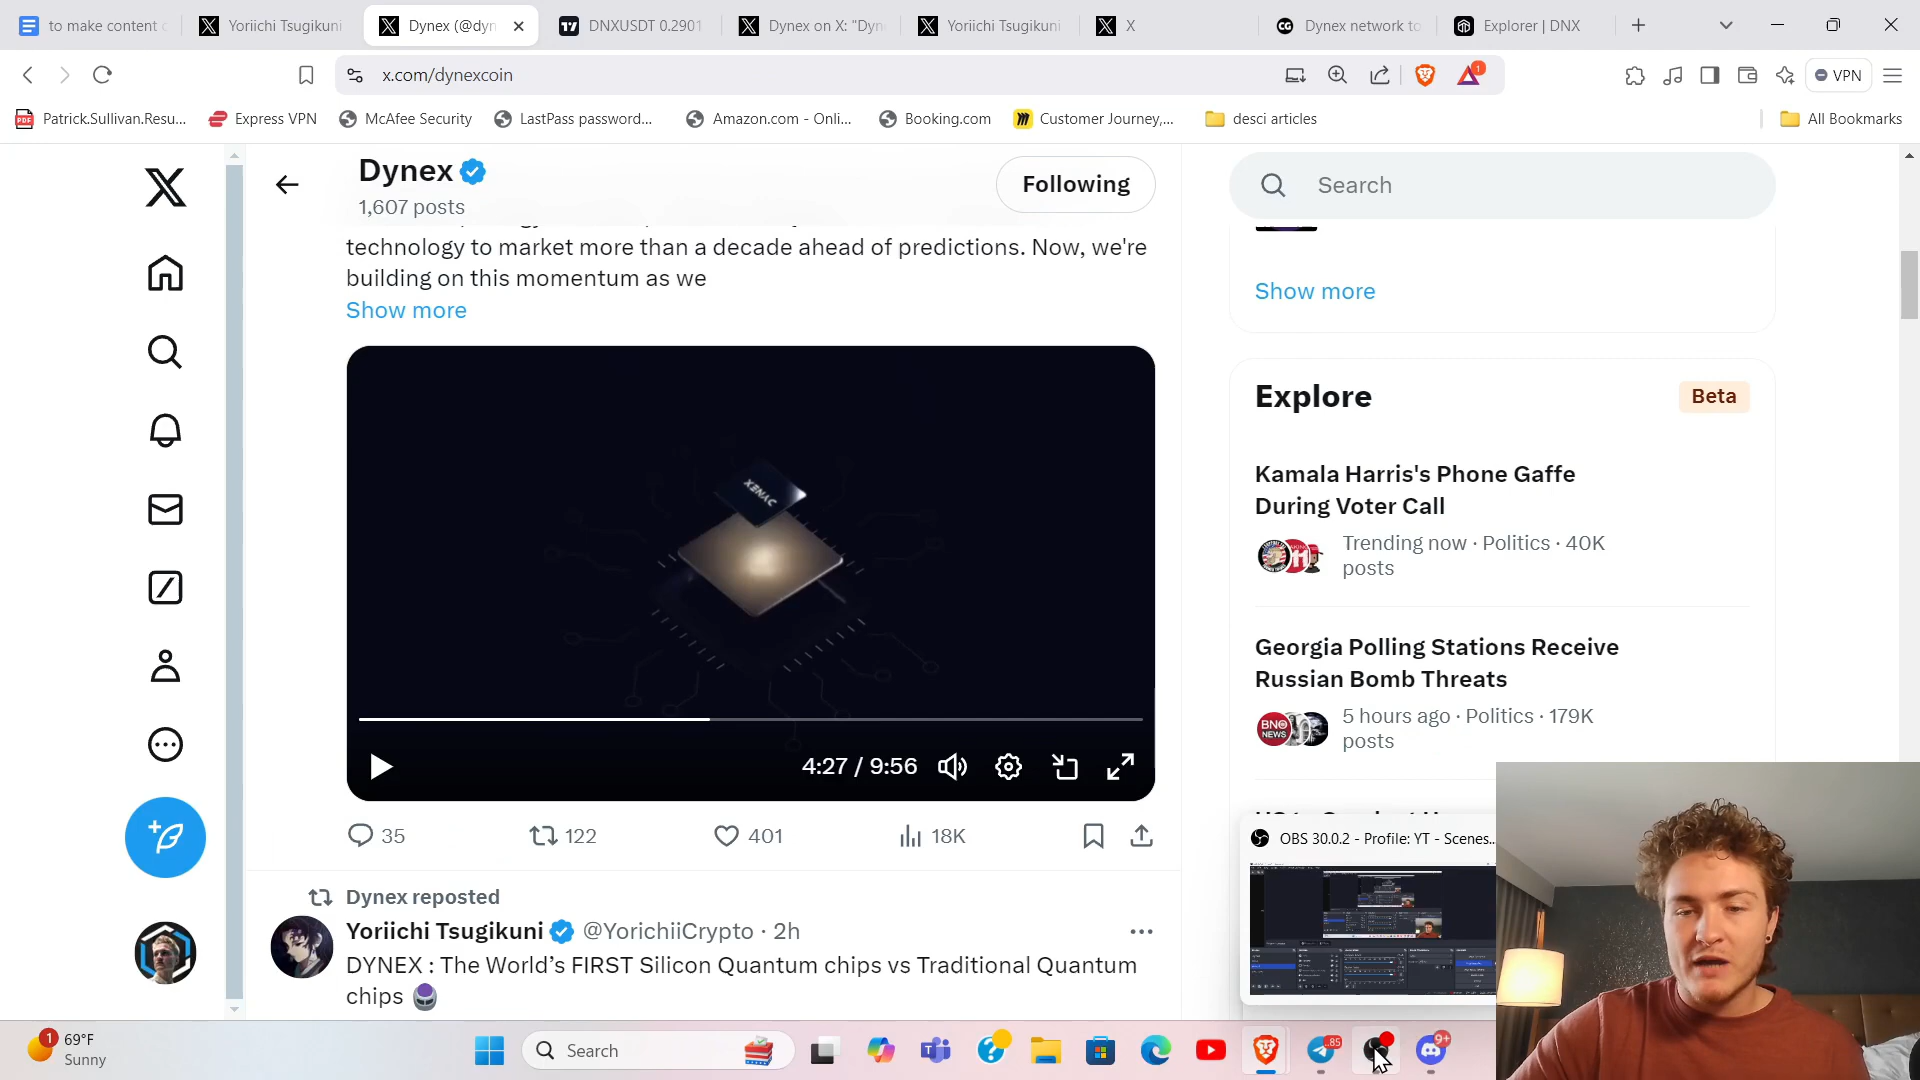 to make content c
Yoriichi Tsugikuni
Dynex (@dyn
DNXUSDT 0.2901
Dynex on X: "Dyn
Yoriichi Tsugikuni
X
Dynex network to
Explorer | DNX
x.com/dynexcoin
1
VPN
Patrick.Sullivan.Resu...
Express VPN
McAfee Security
LastPass password...
Amazon.com - Onli...
Booking.com
Customer Journey,...
desci articles
All Bookmarks
Dynex
1,607 posts
Following
Search
technology to market more than a decade ahead of predictions. Now, we're
building on this momentum as we
Show more
Show more
Explore
Beta
Kamala Harris's Phone Gaffe
During Voter Call
Trending now · Politics · 40K
posts
Georgia Polling Stations Receive
Russian Bomb Threats
5 hours ago · Politics · 179K
posts
4:27 / 9:56
35
122
401
18K
OBS 30.0.2 - Profile: YT - Scenes...
Dynex reposted
Yoriichi Tsugikuni @YorichiiCrypto · 2h
DYNEX : The World's FIRST Silicon Quantum chips vs Traditional Quantum
chips
1
69°F
Sunny
Search
85
9+